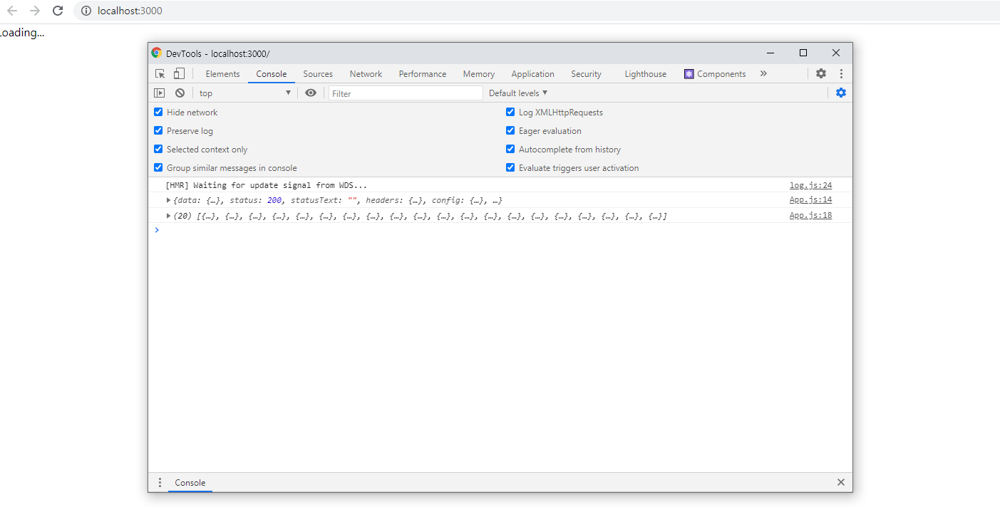 localhost:3000
Loading...
DevTools - localhost:3000/
Elements Console Sources Network Performance Memory Application Security Lighthouse Components »
top ▼ Filter Default levels ▼
Hide network Log XMLHttpRequests
Preserve log Eager evaluation
Selected context only Autocomplete from history
Group similar messages in console Evaluate triggers user activation
[HMR] Waiting for update signal from WDS... log.js:24
▶{data: {…}, status: 200, statusText: "", headers: {…}, config: {…}, …} App.js:14
▶(20) [{…}, {…}, {…}, {…}, {…}, {…}, {…}, {…}, {…}, {…}, {…}, {…}, {…}, {…}, {…}, {…}, {…}, {…}, {…}, {…}] App.js:18
>
Console